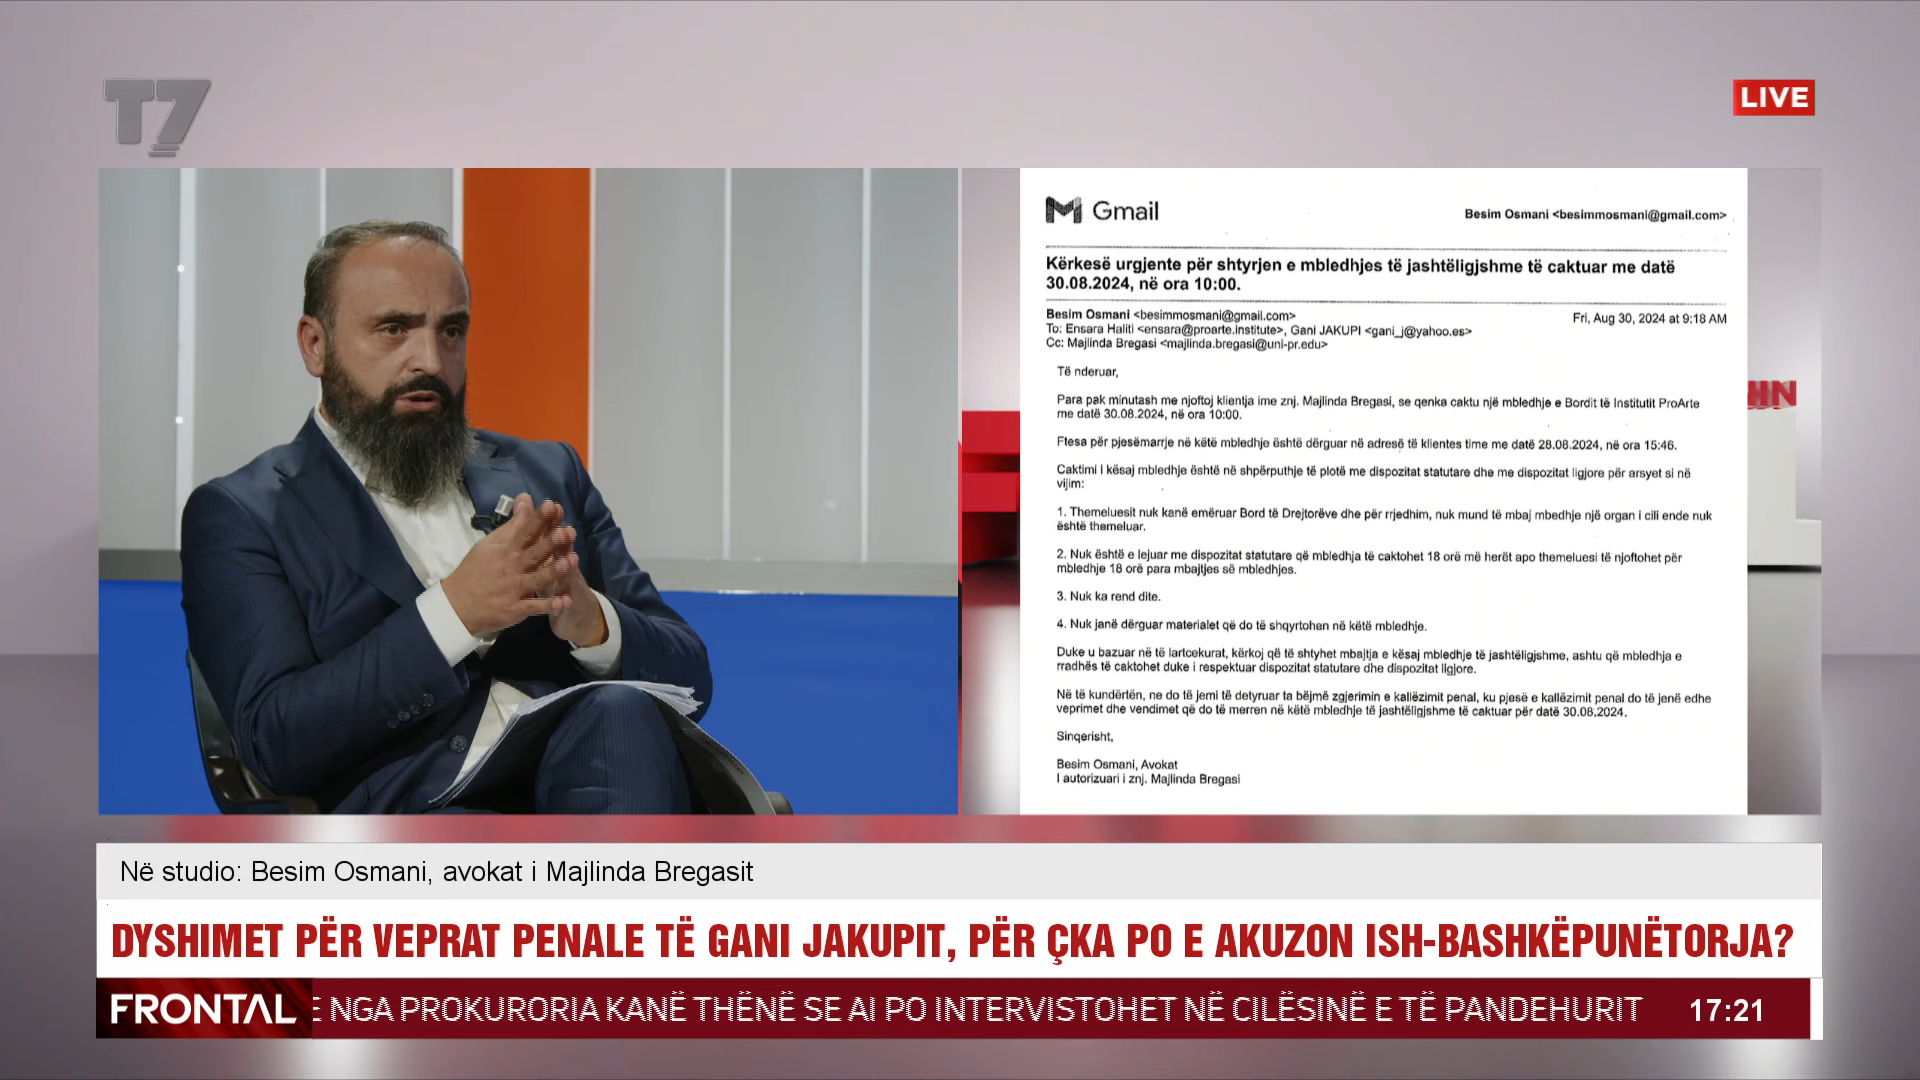 T7
LIVE
Gmail
Besim Osmani <besimmosmani@gmail.com>
Kërkesë urgjente për shtyrjen e mbledhjes të jashtëligjshme të caktuar me datë
30.08.2024, në ora 10:00.
Besim Osmani <besimmosmani@gmail.com>
Fri, Aug 30, 2024 at 9:18 AM
To: Ensara Haliti <ensara@proarte.institute>, Gani JAKUPI <gani_j@yahoo.es>
Cc: Majlinda Bregasi <majlinda.bregasi@uni-pr.edu>
Të nderuar,
Para pak minutash me njoftoj klientja ime znj. Majlinda Bregasi, se qenka caktu një mbledhje e Bordit të Institutit ProArte
me datë 30.08.2024, në ora 10:00.
Ftesa për pjesëmarrje në këtë mbledhje është dërguar në adresë të klientes time me datë 28.08.2024, në ora 15:46.
Caktimi i kësaj mbledhje është në shpërputhje të plotë me dispozitat statutare dhe me dispozitat ligjore për arsyet si në
vijim:
1. Themeluesit nuk kanë emëruar Bord të Drejtorëve dhe për rrjedhim, nuk mund të mbaj mbedhje një organ i cili ende nuk
është themeluar.
2. Nuk është e lejuar me dispozitat statutare që mbledhja të caktohet 18 orë më herët apo themeluesi të njoftohet për
mbledhje 18 orë para mbajtjes së mbledhjes.
3. Nuk ka rend dite.
4. Nuk janë dërguar materialet që do të shqyrtohen në këtë mbledhje.
Duke u bazuar në të lartcekurat, kërkoj që të shtyhet mbajtja e kësaj mbledhje të jashtëligjshme, ashtu që mbledhja e
rradhës të caktohet duke i respektuar dispozitat statutare dhe dispozitat ligjore.
Në të kundërtën, ne do të jemi të detyruar ta bëjmë zgjerimin e kallëzimit penal, ku pjesë e kallëzimit penal do të jenë edhe
veprimet dhe vendimet që do të merren në këtë mbledhje të jashtëligjshme të caktuar për datë 30.08.2024.
Sinqerisht,
Besim Osmani, Avokat
I autorizuari i znj. Majlinda Bregasi
Në studio: Besim Osmani, avokat i Majlinda Bregasit
DYSHIMET PËR VEPRAT PENALE TË GANI JAKUPIT, PËR ÇKA PO E AKUZON ISH-BASHKËPUNËTORJA?
FRONTAL
E NGA PROKURORIA KANË THËNË SE AI PO INTERVISTOHET NË CILËSINË E TË PANDEHURIT
17:21